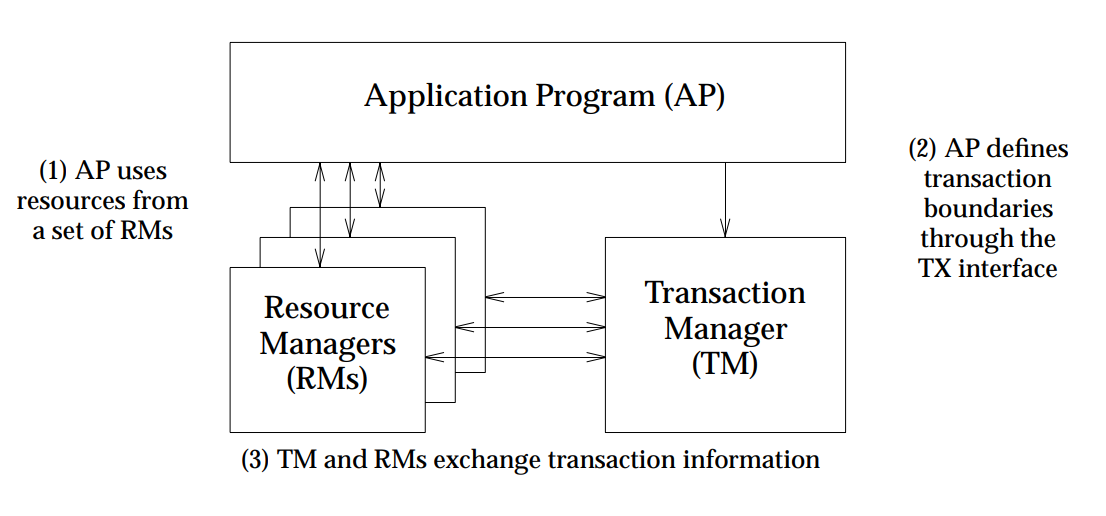 Application Program (AP)
(1) AP uses
resources from
a set of RMs
(2) AP defines
transaction
boundaries
through the
TX interface
Resource
Managers
(RMs)
Transaction
Manager
(TM)
(3) TM and RMs exchange transaction information